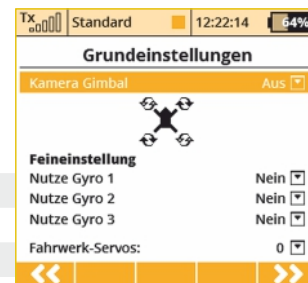 Tx Standard 12:22:14 64%
Grundeinstellungen
Kamera Gimbal Aus
Feineinstellung
Nutze Gyro 1 Nein
Nutze Gyro 2 Nein
Nutze Gyro 3 Nein
Fahrwerk-Servos: 0